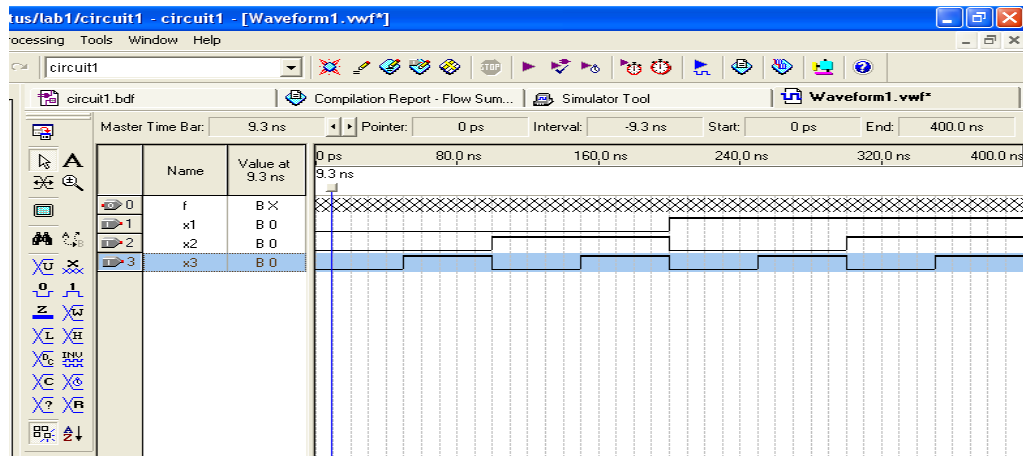 tus/lab1/circuit1 - circuit1 - [Waveform1.vwf*]
rocessing Tools Window Help
circuit1
STOP
circuit1.bdf Compilation Report - Flow Sum... Simulator Tool Waveform1.vwf*
Master Time Bar: 9.3 ns Pointer: 0 ps Interval: -9.3 ns Start: 0 ps End: 400.0 ns
Name Value at 9.3 ns
0 ps 80.0 ns 160.0 ns 240.0 ns 320.0 ns 400.0 ns
9.3 ns
0 f B X
1 x1 B 0
2 x2 B 0
3 x3 B 0